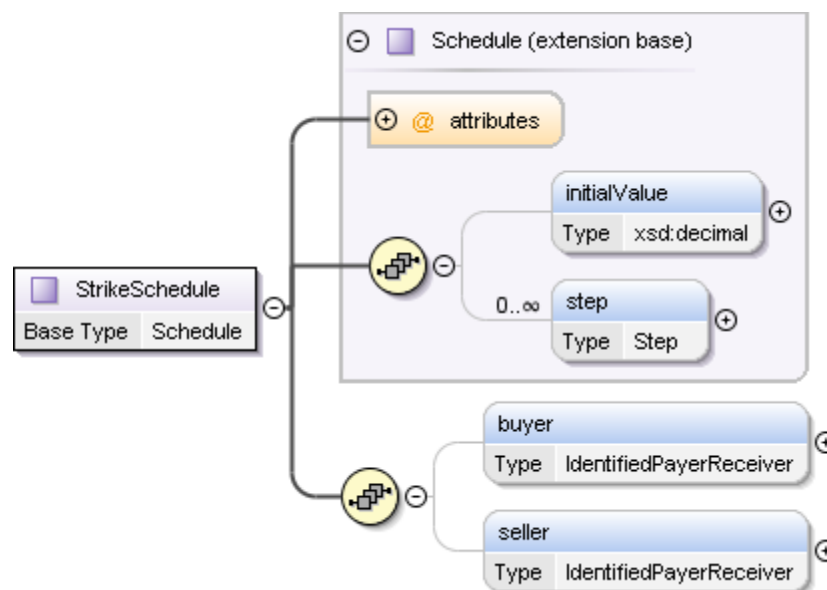 Schedule (extension base)
@ attributes
initialValue
Type xsd:decimal
StrikeSchedule
Base Type Schedule
0..∞
step
Type Step
buyer
Type IdentifiedPayerReceiver
seller
Type IdentifiedPayerReceiver